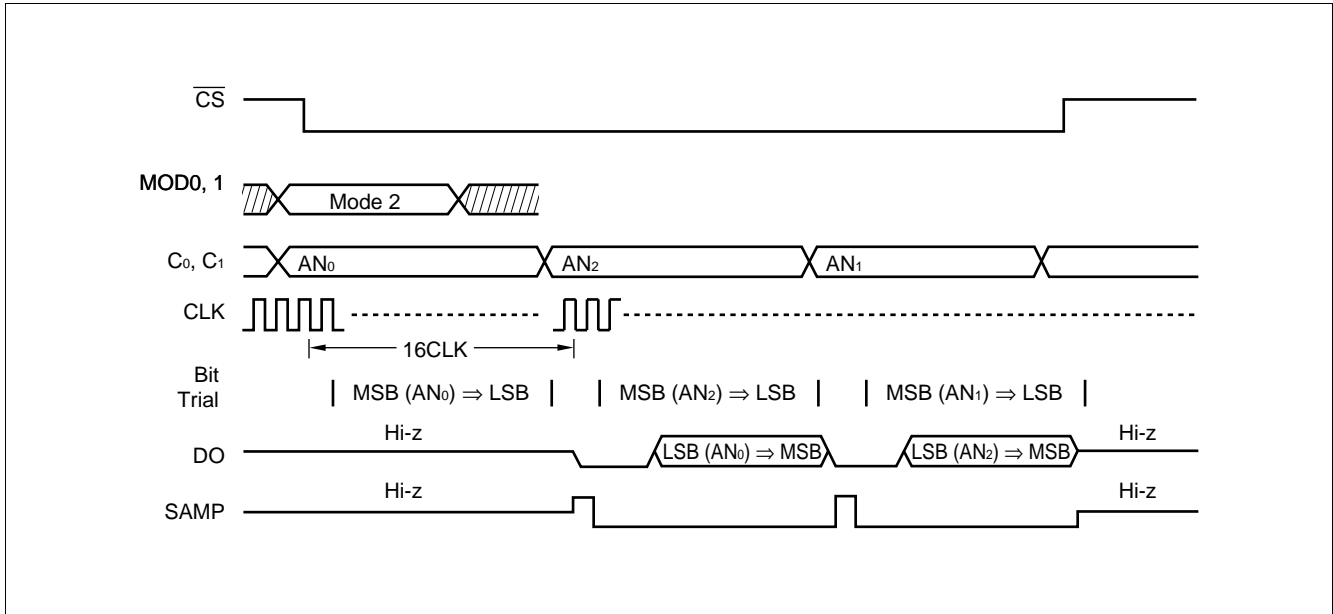 CS
MOD0, 1 Mode 2
C₀, C₁ AN₀ AN₂ AN₁
CLK
16CLK
Bit Trial MSB (AN₀) ⇒ LSB MSB (AN₂) ⇒ LSB MSB (AN₁) ⇒ LSB
DO Hi-z LSB (AN₀) ⇒ MSB LSB (AN₂) ⇒ MSB Hi-z
SAMP Hi-z Hi-z